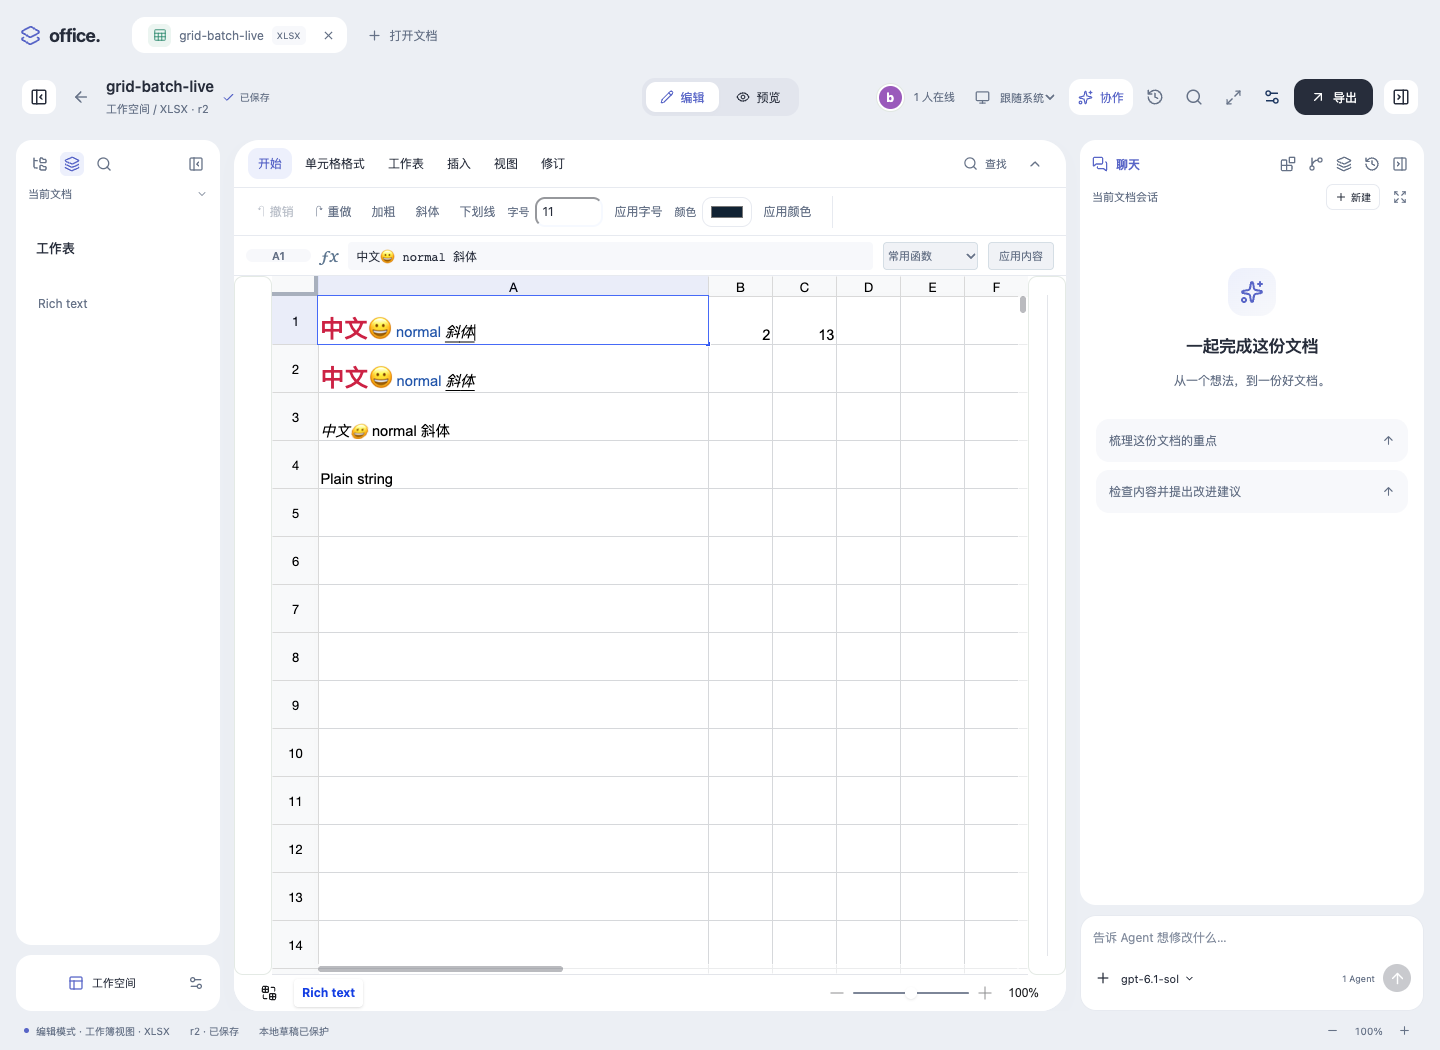 office.
grid-batch-live XLSX
打开文档
grid-batch-live
工作空间 / XLSX · r2
已保存
编辑 预览
b 1 人在线 跟随系统 协作 导出
当前文档
工作表
Rich text
开始 单元格格式 工作表 插入 视图 修订 查找
撤销 重做 加粗 斜体 下划线 字号 11 应用字号 颜色 应用颜色
A1 fx 中文😀 normal 斜体 常用函数 应用内容
A B C D E F
1 中文😀 normal 斜体 2 13
2 中文😀 normal 斜体
3 中文😀 normal 斜体
4 Plain string
5
6
7
8
9
10
11
12
13
14
Rich text 100%
聊天
当前文档会话 新建
一起完成这份文档
从一个想法，到一份好文档。
梳理这份文档的重点
检查内容并提出改进建议
告诉 Agent 想修改什么...
gpt-6.1-sol 1 Agent
工作空间
编辑模式 · 工作簿视图 · XLSX r2 · 已保存 本地草稿已保护 100%